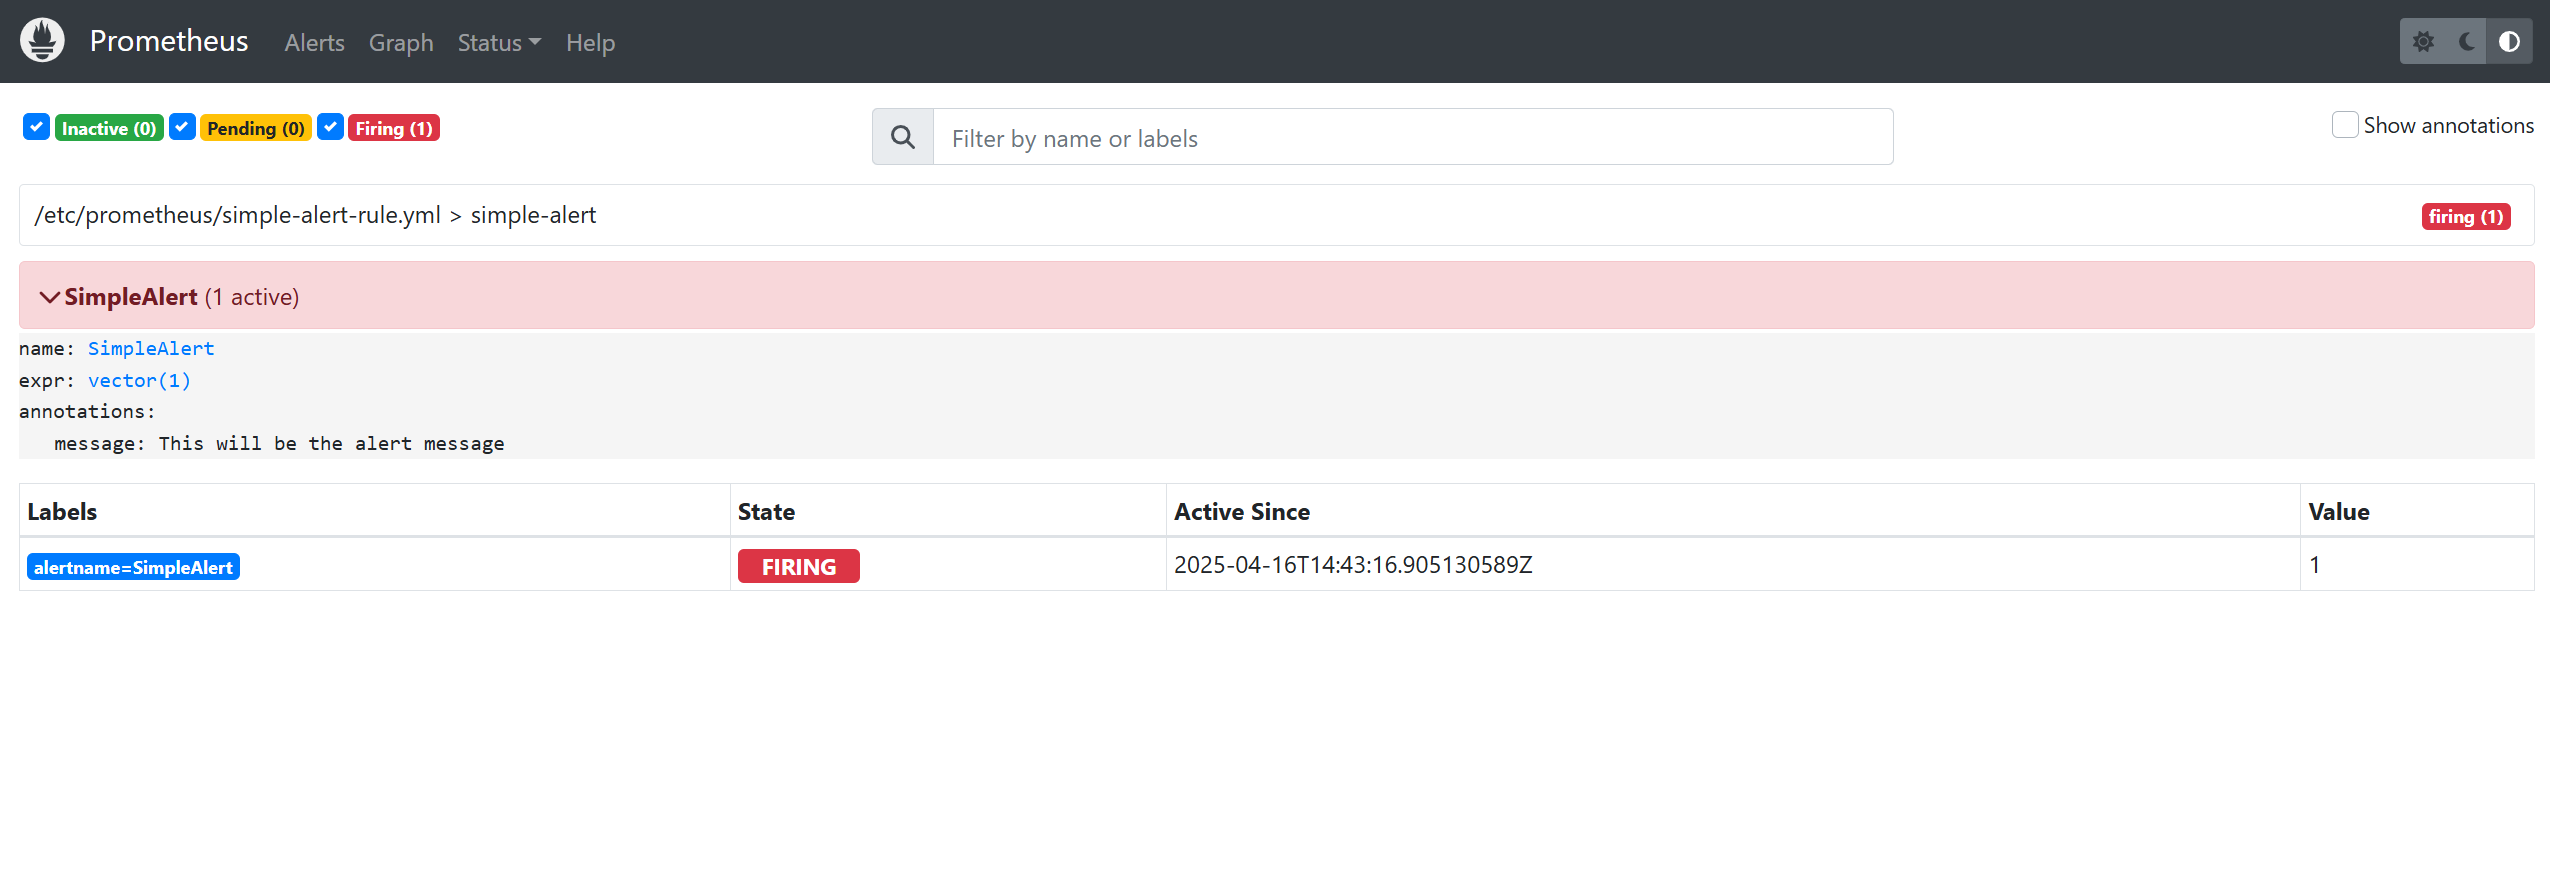 Prometheus Alerts Graph Status Help
Inactive (0) Pending (0) Firing (1) Filter by name or labels Show annotations
/etc/prometheus/simple-alert-rule.yml > simple-alert firing (1)
SimpleAlert (1 active)
name: SimpleAlert
expr: vector(1)
annotations:
message: This will be the alert message
Labels State Active Since Value
alertname=SimpleAlert FIRING 2025-04-16T14:43:16.905130589Z 1